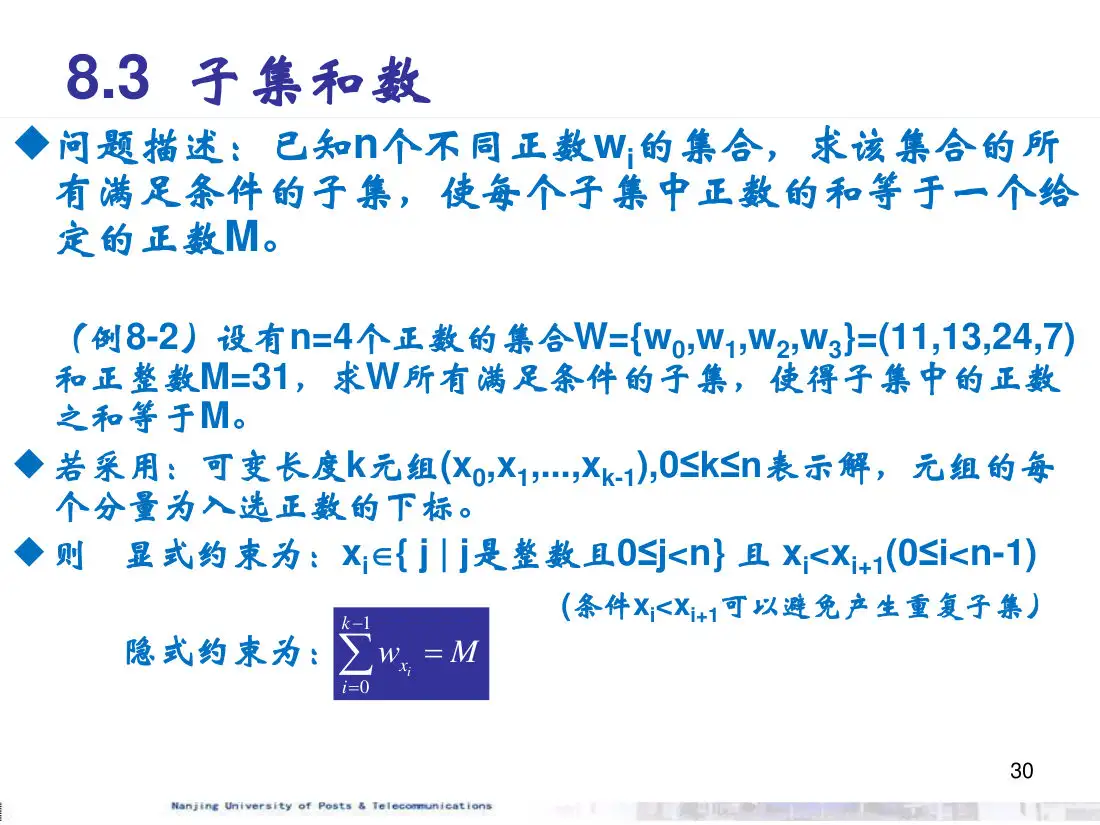 8.3 子集和数
◆问题描述：已知n个不同正数wi的集合，求该集合的所
有满足条件的子集，使每个子集中正数的和等于一个给
定的正数M。
（例8-2）设有n=4个正数的集合W={w0,w1,w2,w3}=(11,13,24,7)
和正整数M=31，求W所有满足条件的子集，使得子集中的正数
之和等于M。
◆若采用：可变长度k元组(x0,x1,...,xk-1),0≤k≤n表示解，元组的每
个分量为入选正数的下标。
◆则 显式约束为：xi∈{ j | j是整数且0≤j<n} 且 xi<xi+1(0≤i<n-1)
(条件xi<xi+1可以避免产生重复子集）
隐式约束为：∑_{i=0}^{k−1} w_{x_i} = M
30
Nanjing University of Posts & Telecommunications